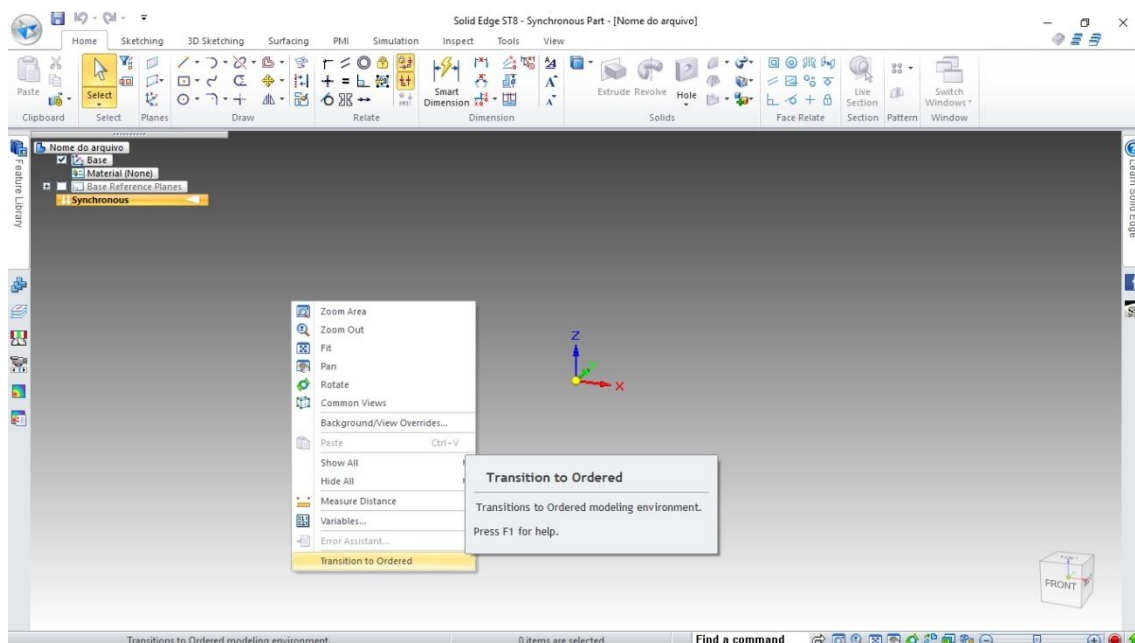 Solid Edge ST8 - Synchronous Part - [Nome do arquivo]
Home Sketching 3D Sketching Surfacing PMI Simulation Inspect Tools View
Paste
Select
Smart Dimension
Extrude Revolve Hole
Live Section
Switch Windows
Clipboard Select Planes Draw Relate Dimension Solids Face Relate Section Pattern Window
Nome do arquivo
Base
Material (None)
Base Reference Planes
Synchronous
Feature Library
Learn Solid Edge
Zoom Area
Zoom Out
Fit
Pan
Rotate
Common Views
Background/View Overrides...
Paste Ctrl+V
Show All
Hide All
Measure Distance
Variables...
Error Assistant...
Transition to Ordered
Transition to Ordered
Transitions to Ordered modeling environment.
Press F1 for help.
Z
X
FRONT
Transitions to Ordered modeling environment. 0 items are selected Find a command